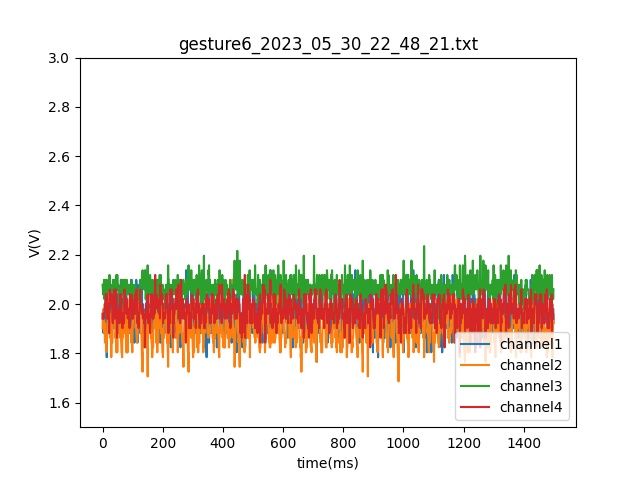 gesture6_2023_05_30_22_48_21.txt
3.0
2.8
2.6
2.4
2.2
2.0
1.8
1.6
V(V)
channel1
channel2
channel3
channel4
0 200 400 600 800 1000 1200 1400
time(ms)